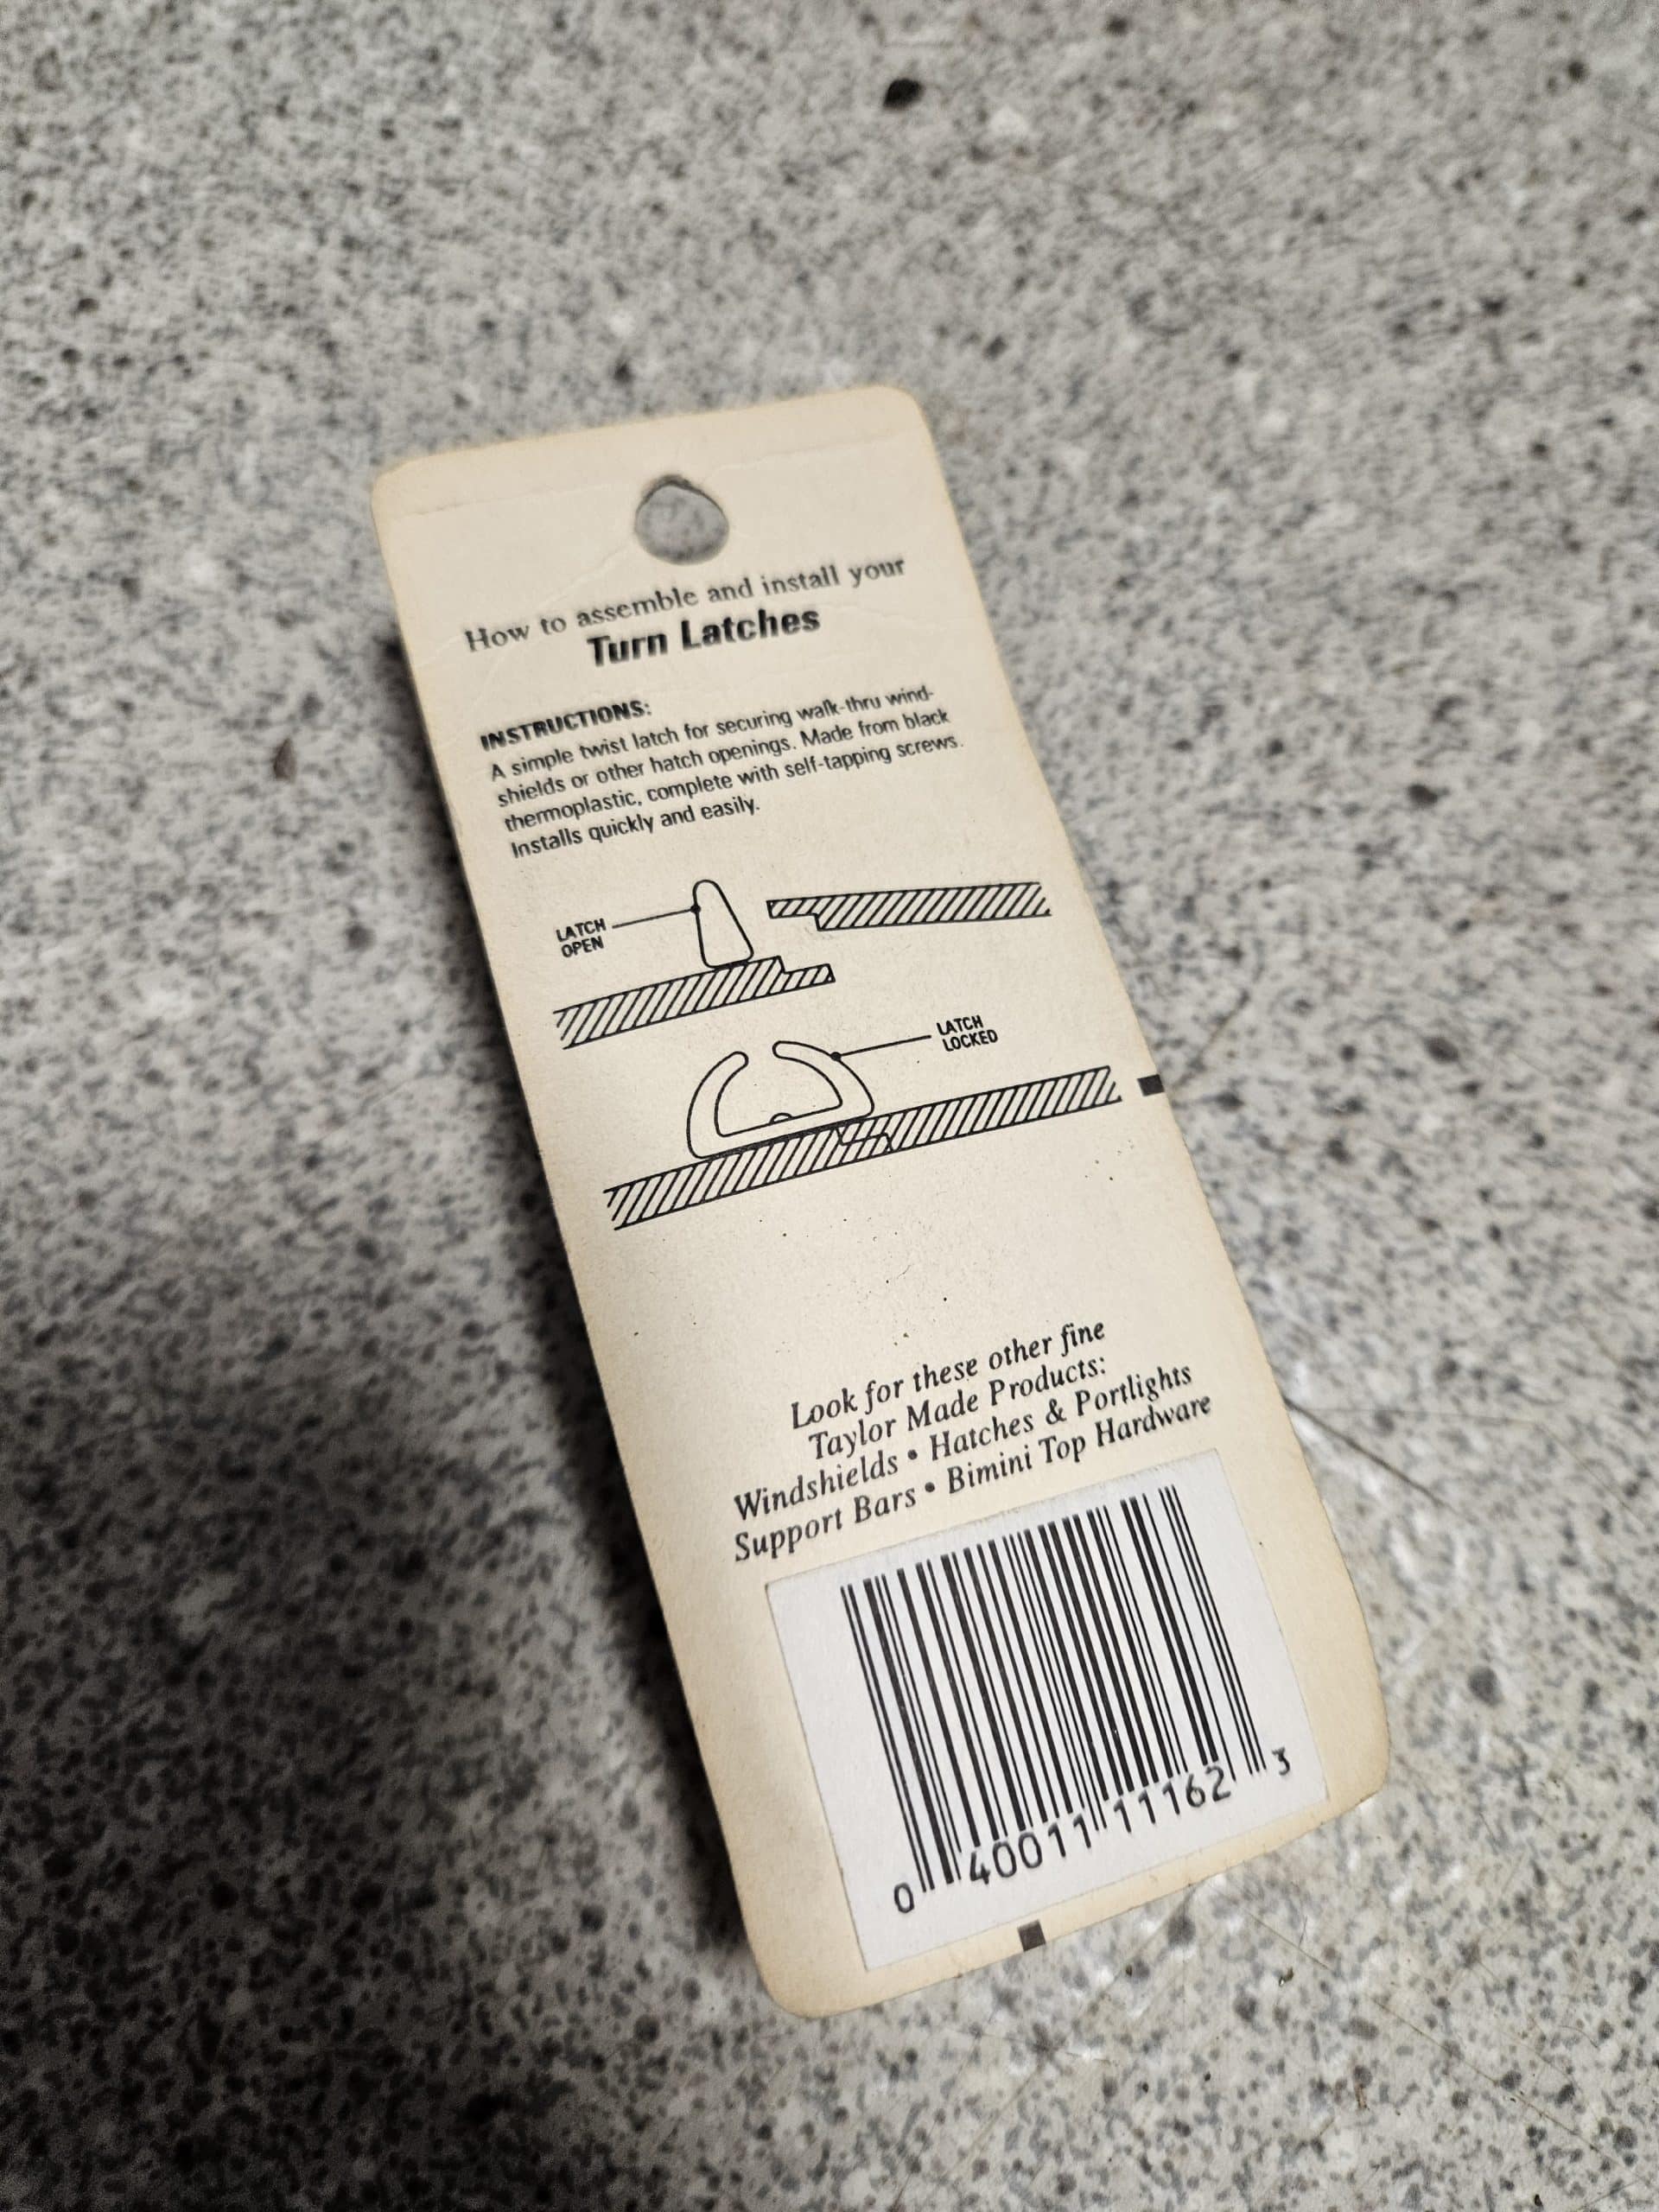 How to assemble and install your
Turn Latches
INSTRUCTIONS:
A simple twist latch for securing walk-thru wind-
shields or other hatch openings. Made from black
thermoplastic, complete with self-tapping screws.
Installs quickly and easily.
LATCH
OPEN
LATCH
LOCKED
Look for these other fine
Taylor Made Products:
Windshields • Hatches & Portlights
Support Bars • Bimini Top Hardware
0 40011 11162 3